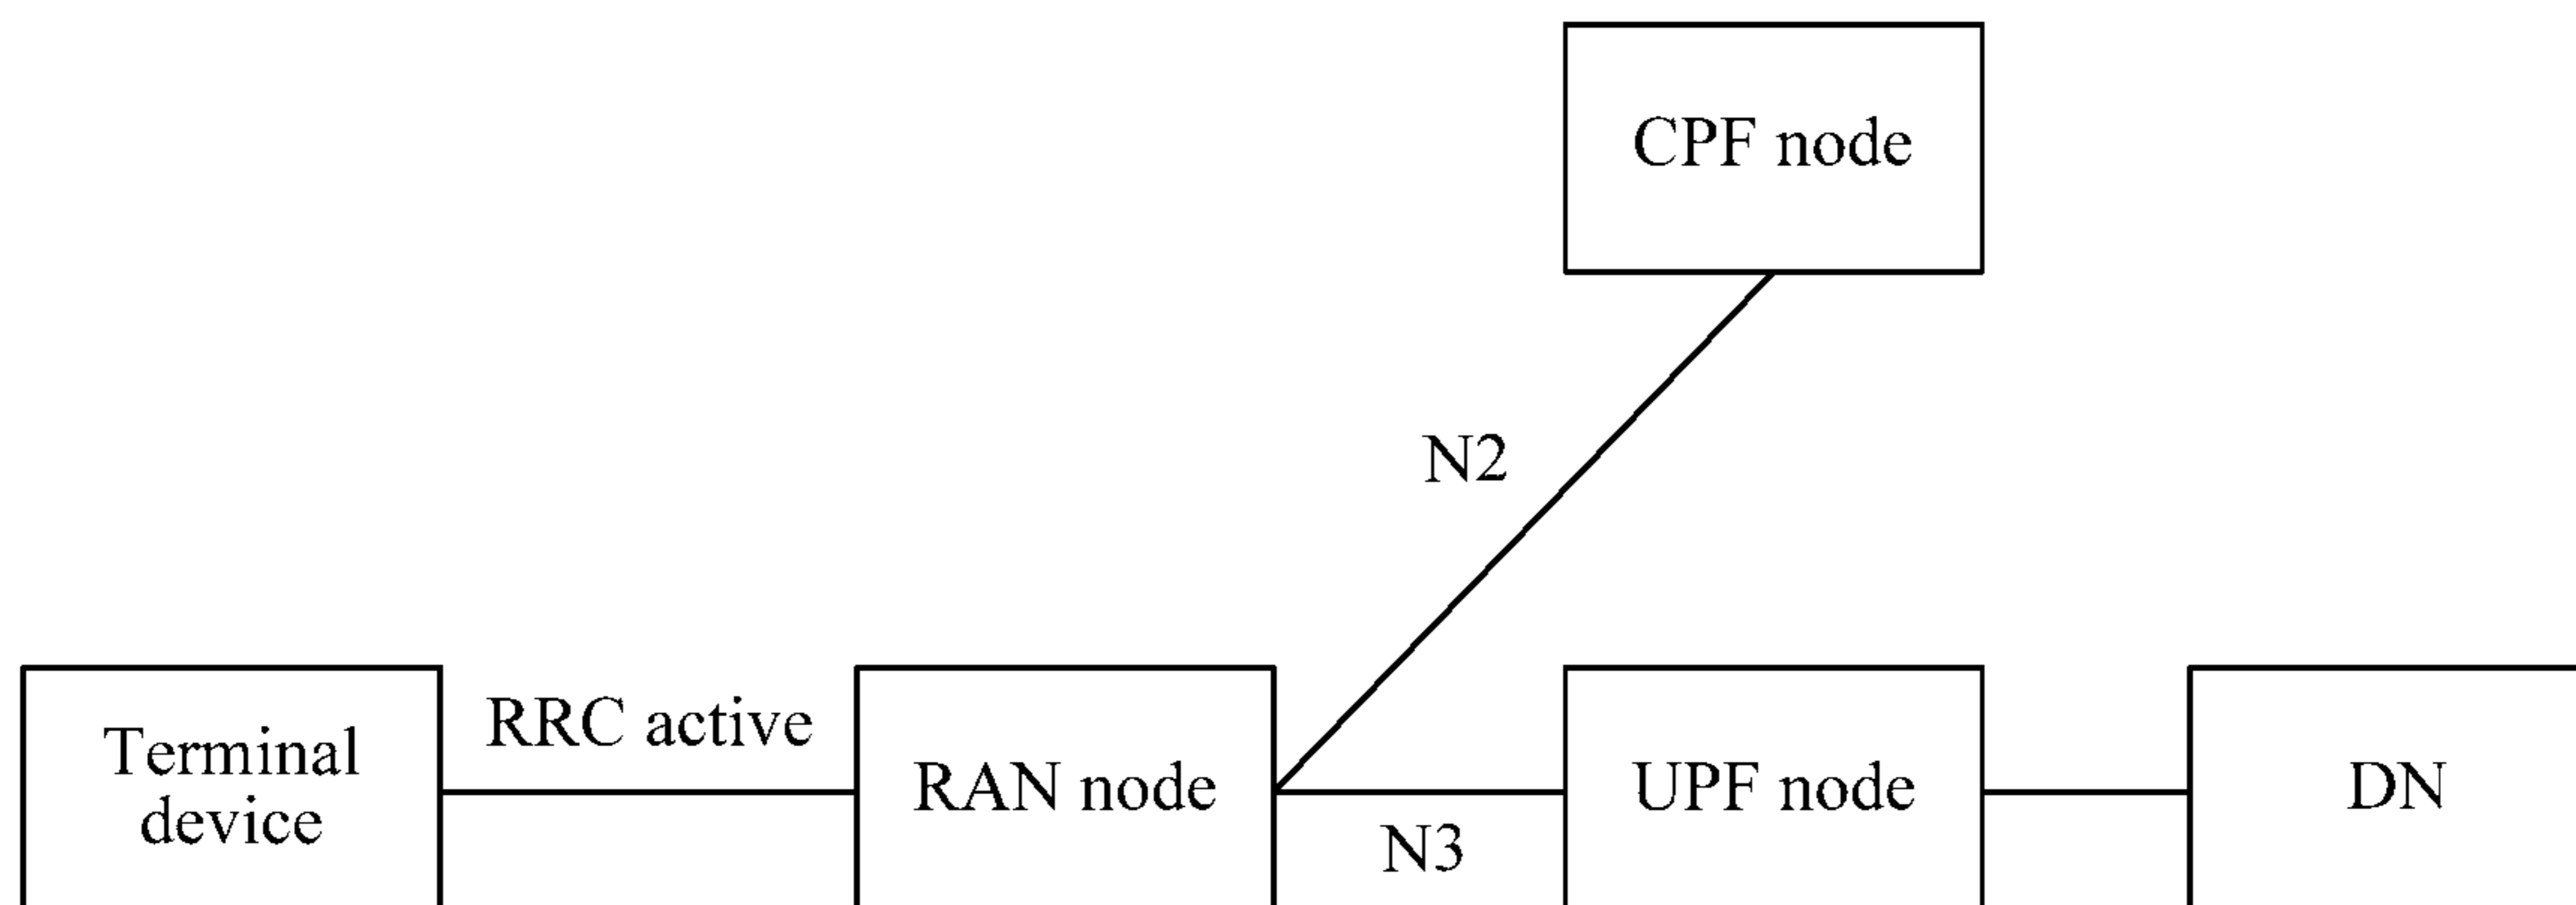 CPF node
N2
RRC active
Terminal
device
RAN node
UPF node
DN
N3